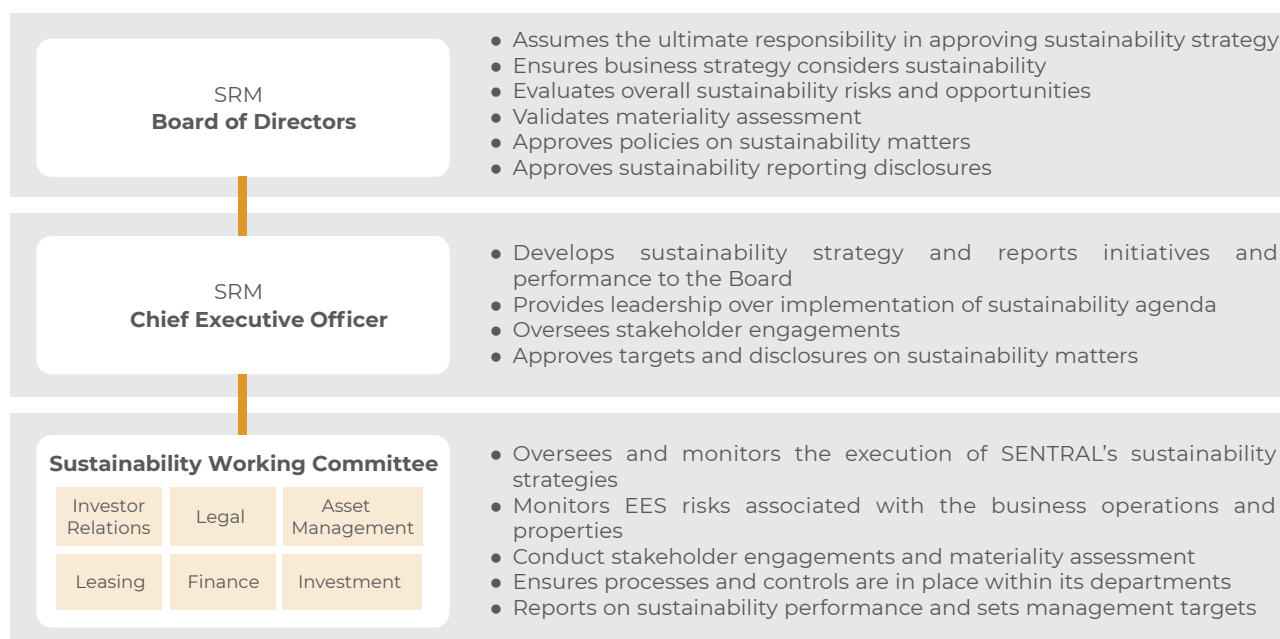 SRM
Board of Directors
● Assumes the ultimate responsibility in approving sustainability strategy
● Ensures business strategy considers sustainability
● Evaluates overall sustainability risks and opportunities
● Validates materiality assessment
● Approves policies on sustainability matters
● Approves sustainability reporting disclosures
SRM
Chief Executive Officer
● Develops sustainability strategy and reports initiatives and
performance to the Board
● Provides leadership over implementation of sustainability agenda
● Oversees stakeholder engagements
● Approves targets and disclosures on sustainability matters
Sustainability Working Committee
Investor
Relations
Legal
Asset
Management
Leasing
Finance
Investment
● Oversees and monitors the execution of SENTRAL’s sustainability
strategies
● Monitors EES risks associated with the business operations and
properties
● Conduct stakeholder engagements and materiality assessment
● Ensures processes and controls are in place within its departments
● Reports on sustainability performance and sets management targets